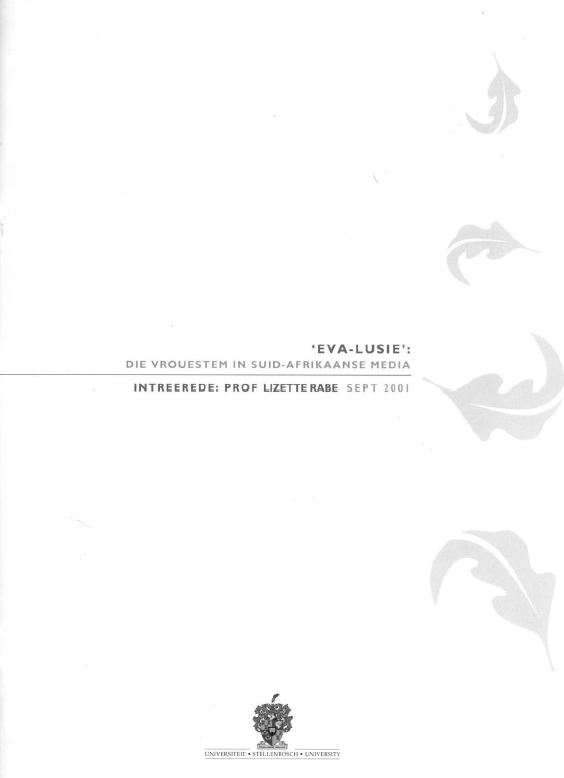 ‘EVA-LUSIE’:
DIE VROUESTEM IN SUID-AFRIKAANSE MEDIA
INTREEREDE: PROF LIZETTE RABE SEPT 2001
UNIVERSITEIT • STELLENBOSCH • UNIVERSITY